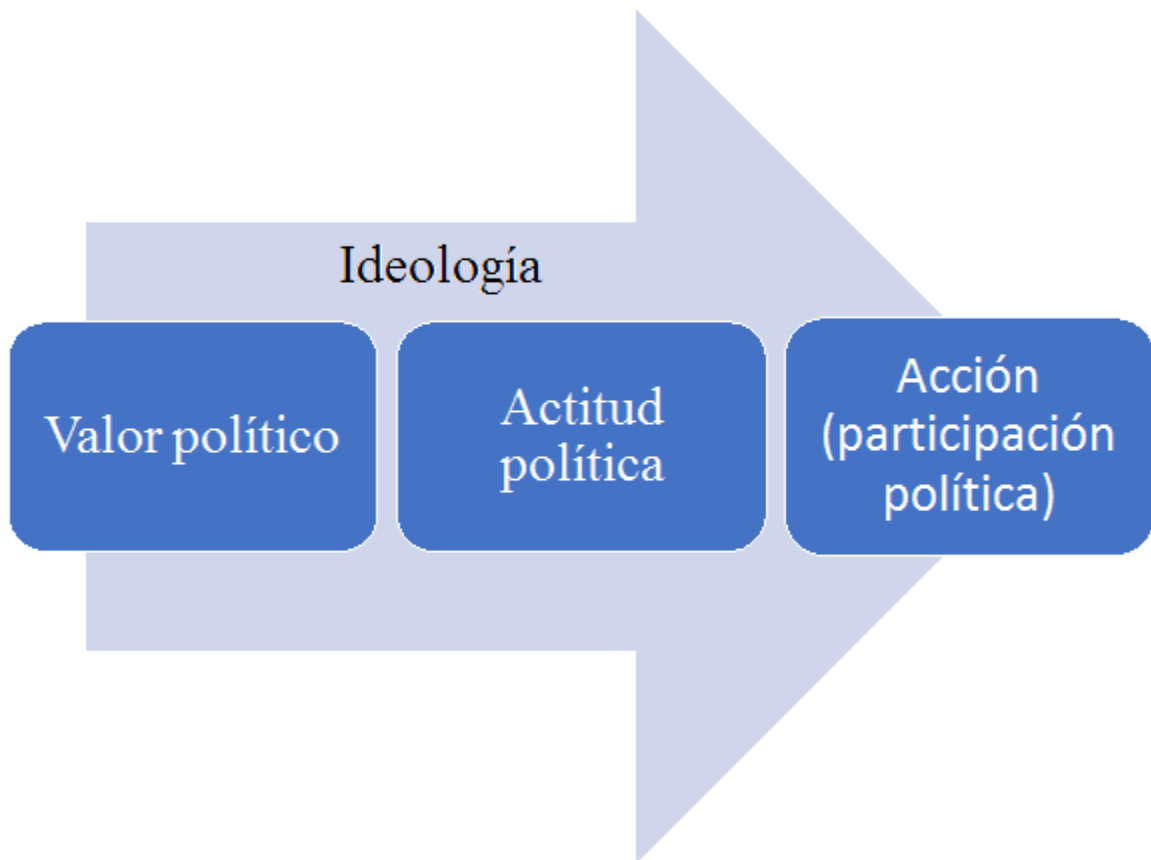 Ideología
Valor político
Actitud
política
Acción
(participación
política)